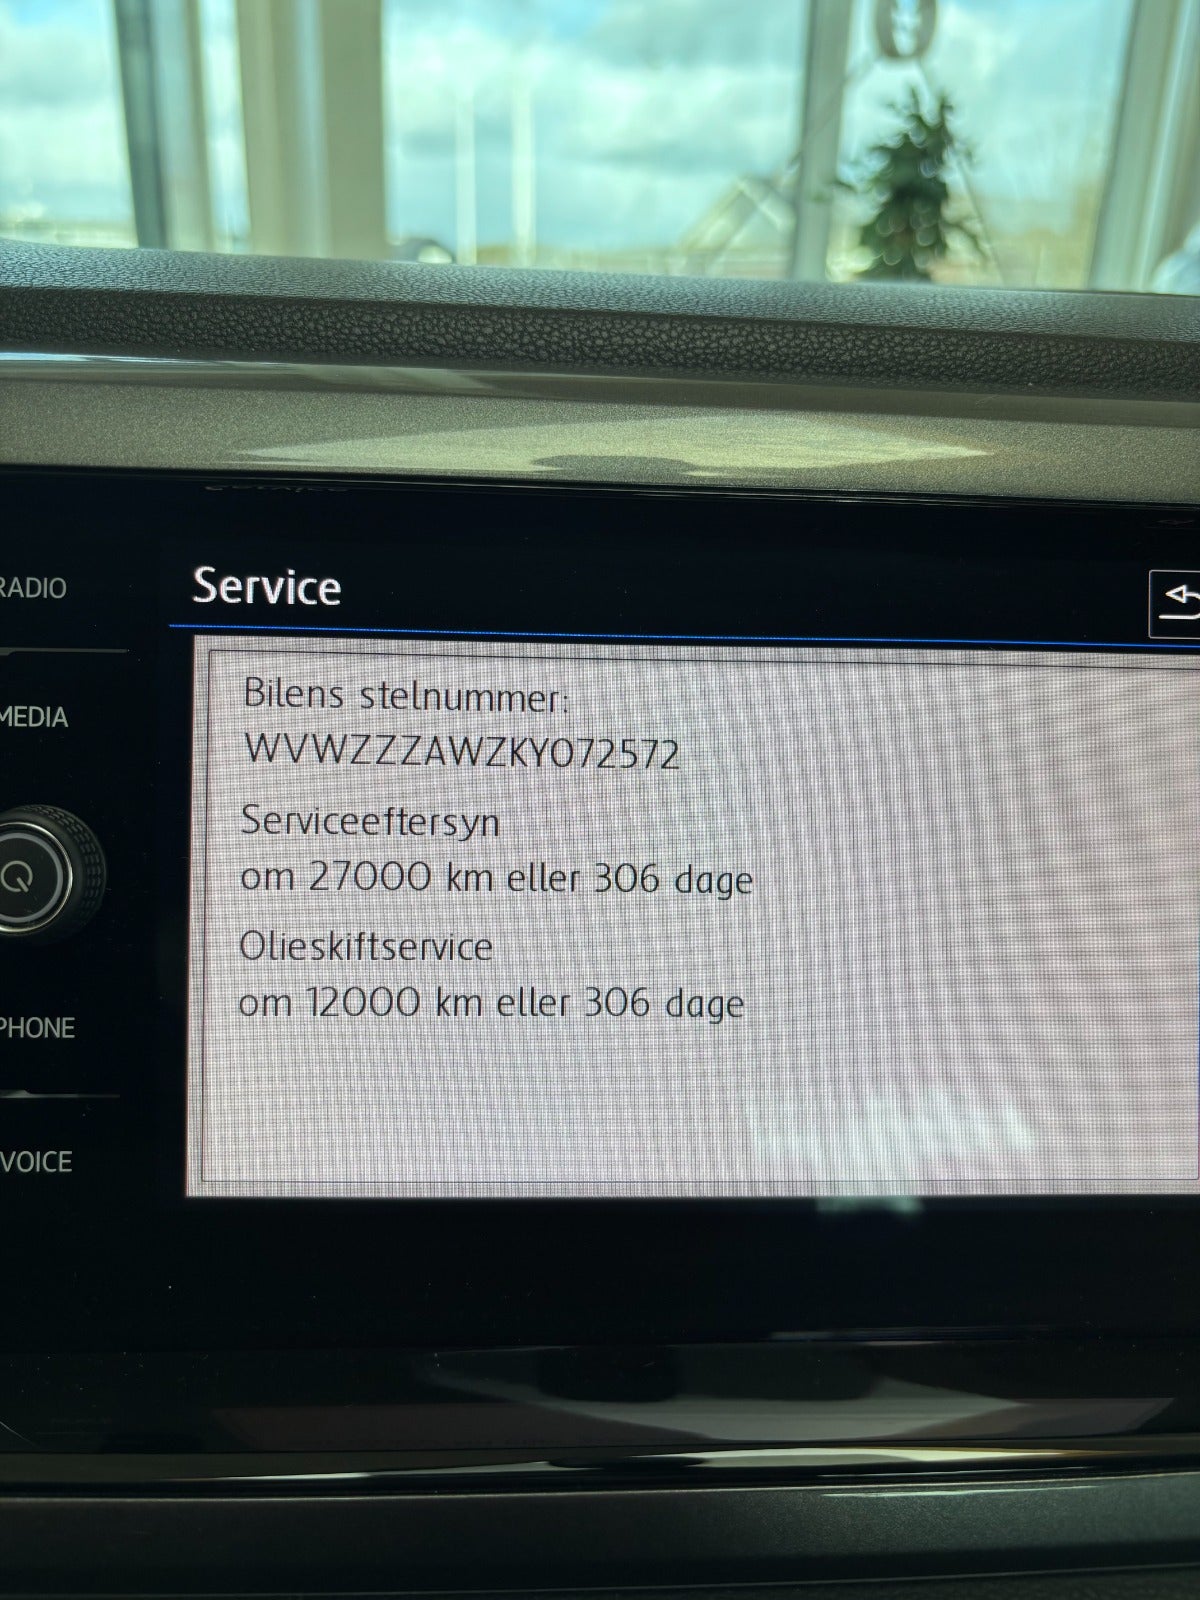 Service
RADIO
MEDIA
PHONE
VOICE
Bilens stelnummer:
WVWZZZAWZKY072572
Serviceeftersyn
om 27000 km eller 306 dage
Olieskiftservice
om 12000 km eller 306 dage